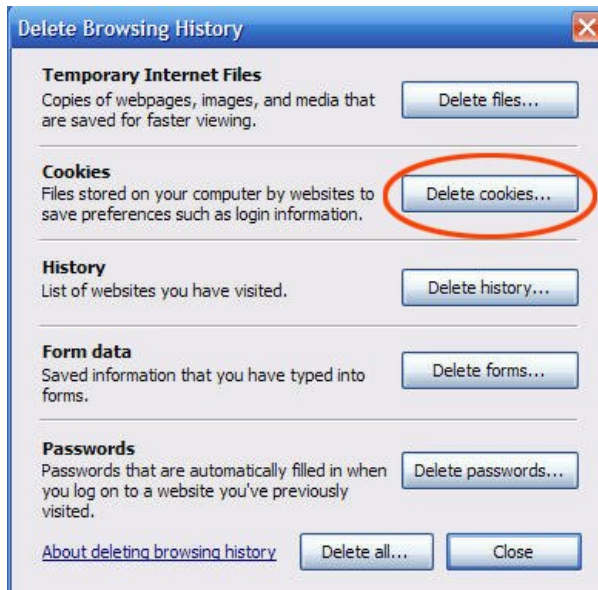 Delete Browsing History
Temporary Internet Files
Copies of webpages, images, and media that
are saved for faster viewing.
Delete files...
Cookies
Files stored on your computer by websites to
save preferences such as login information.
Delete cookies...
History
List of websites you have visited.
Delete history...
Form data
Saved information that you have typed into
forms.
Delete forms...
Passwords
Passwords that are automatically filled in when
you log on to a website you've previously
visited.
Delete passwords...
About deleting browsing history
Delete all...
Close